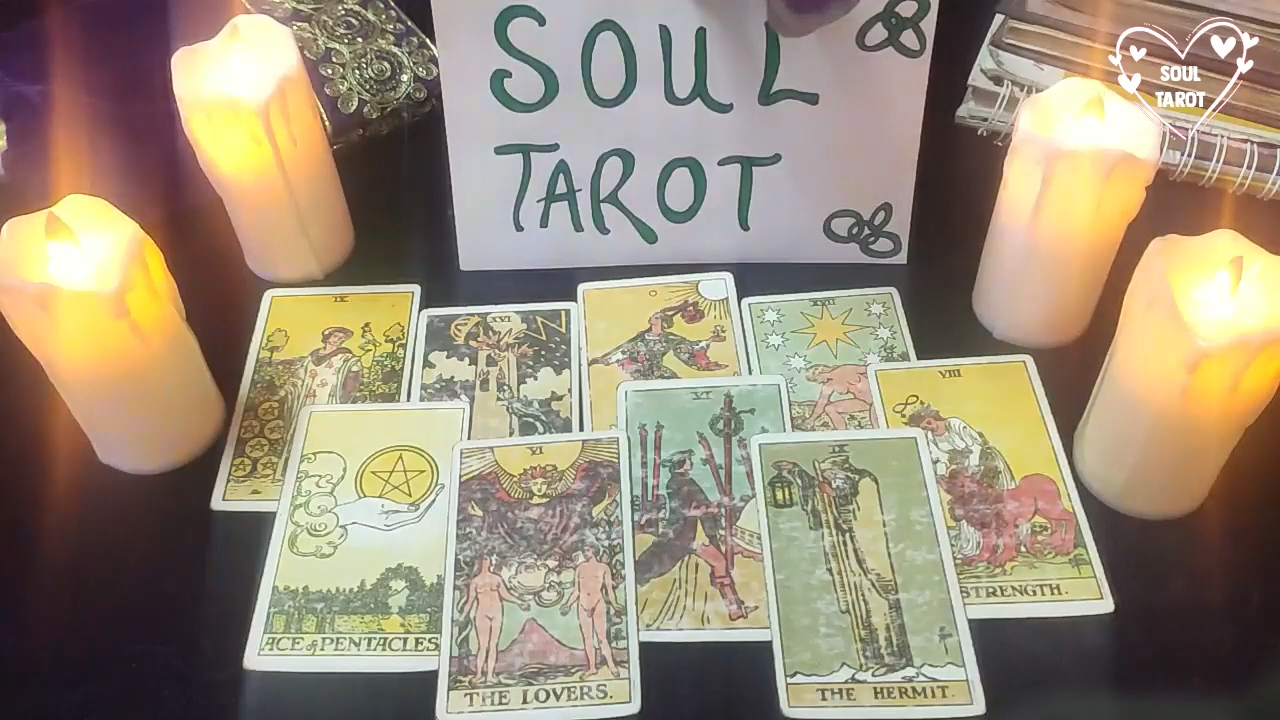 SOUL
TAROT
SOUL
TAROT
IX
XVI
XVII
VIII
VI
VI
IX
STRENGTH.
ACE of PENTACLES
THE LOVERS.
THE HERMIT.